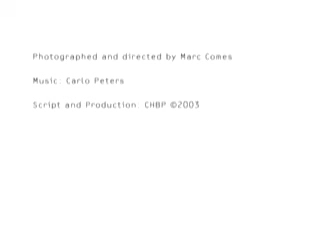 Photographed and directed by Marc Comes
Music: Carlo Peters
Script and Production: CHBP ©2003